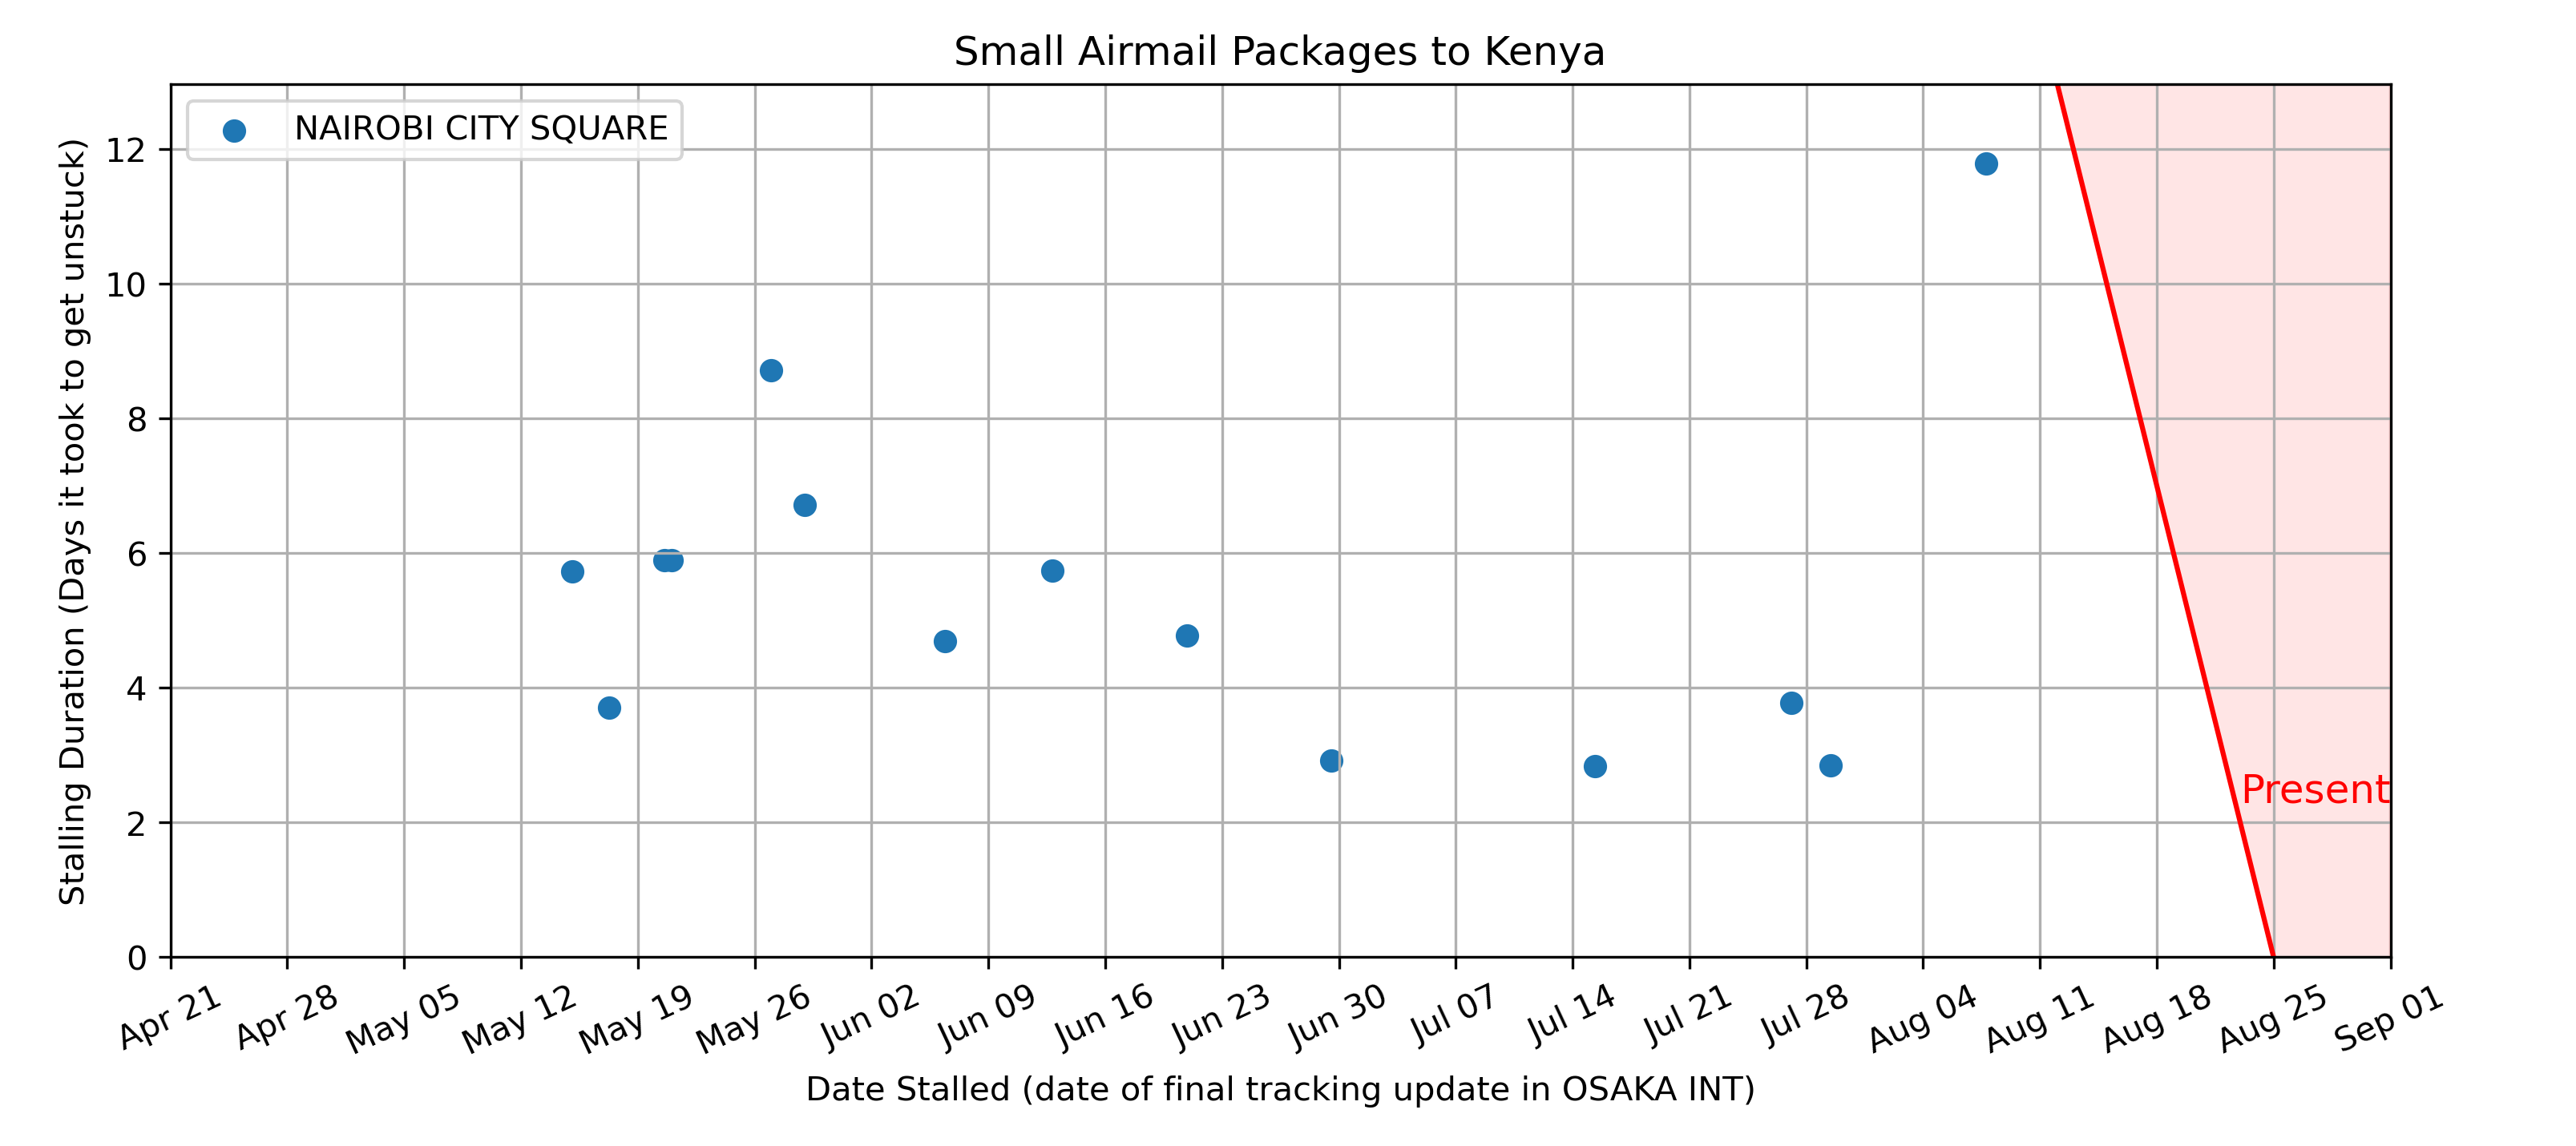 Small Airmail Packages to Kenya
NAIROBI CITY SQUARE
Stalling Duration (Days it took to get unstuck)
12
10
8
6
4
2
0
Present
Apr 21
Apr 28
May 05
May 12
May 19
May 26
Jun 02
Jun 09
Jun 16
Jun 23
Jun 30
Jul 07
Jul 14
Jul 21
Jul 28
Aug 04
Aug 11
Aug 18
Aug 25
Sep 01
Date Stalled (date of final tracking update in OSAKA INT)